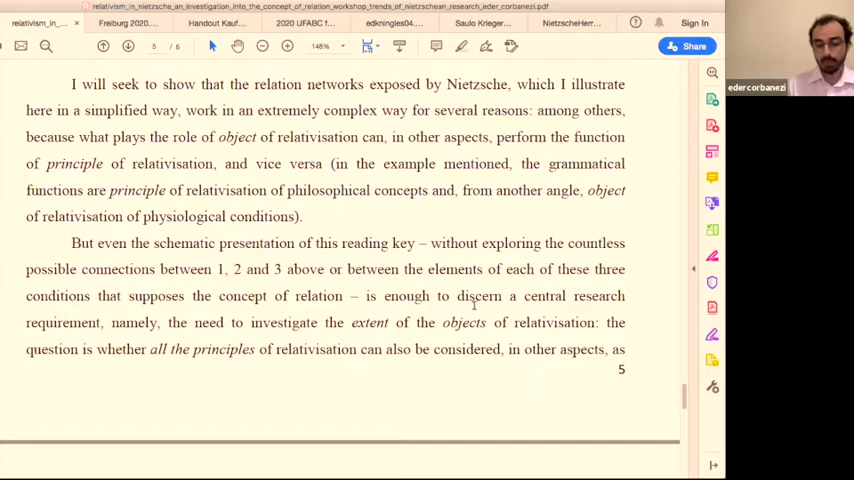 relativism_in_nietzsche_an_investigation_into_the_concept_of_relation_workshop_trends_of_nietzschean_research_eder_corbanezi.pdf
relativism_in_... × Freiburg 2020.... Handout Kauf... 2020 UFABC f... edkningles04.... Saulo Krieger... NietzscheHerr... Sign In
5 / 6 148% Share
I will seek to show that the relation networks exposed by Nietzsche, which I illustrate
here in a simplified way, work in an extremely complex way for several reasons: among others,
because what plays the role of object of relativisation can, in other aspects, perform the function
of principle of relativisation, and vice versa (in the example mentioned, the grammatical
functions are principle of relativisation of philosophical concepts and, from another angle, object
of relativisation of physiological conditions).
But even the schematic presentation of this reading key – without exploring the countless
possible connections between 1, 2 and 3 above or between the elements of each of these three
conditions that supposes the concept of relation – is enough to discern a central research
requirement, namely, the need to investigate the extent of the objects of relativisation: the
question is whether all the principles of relativisation can also be considered, in other aspects, as
5
edercorbanezi